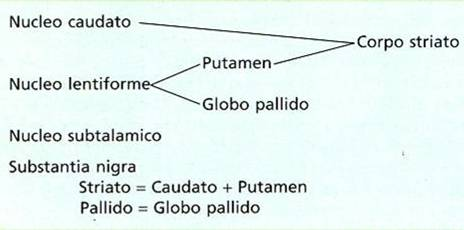 Nucleo caudato
Corpo striato
Putamen
Nucleo lentiforme
Globo pallido
Nucleo subtalamico
Substantia nigra
Striato = Caudato + Putamen
Pallido = Globo pallido